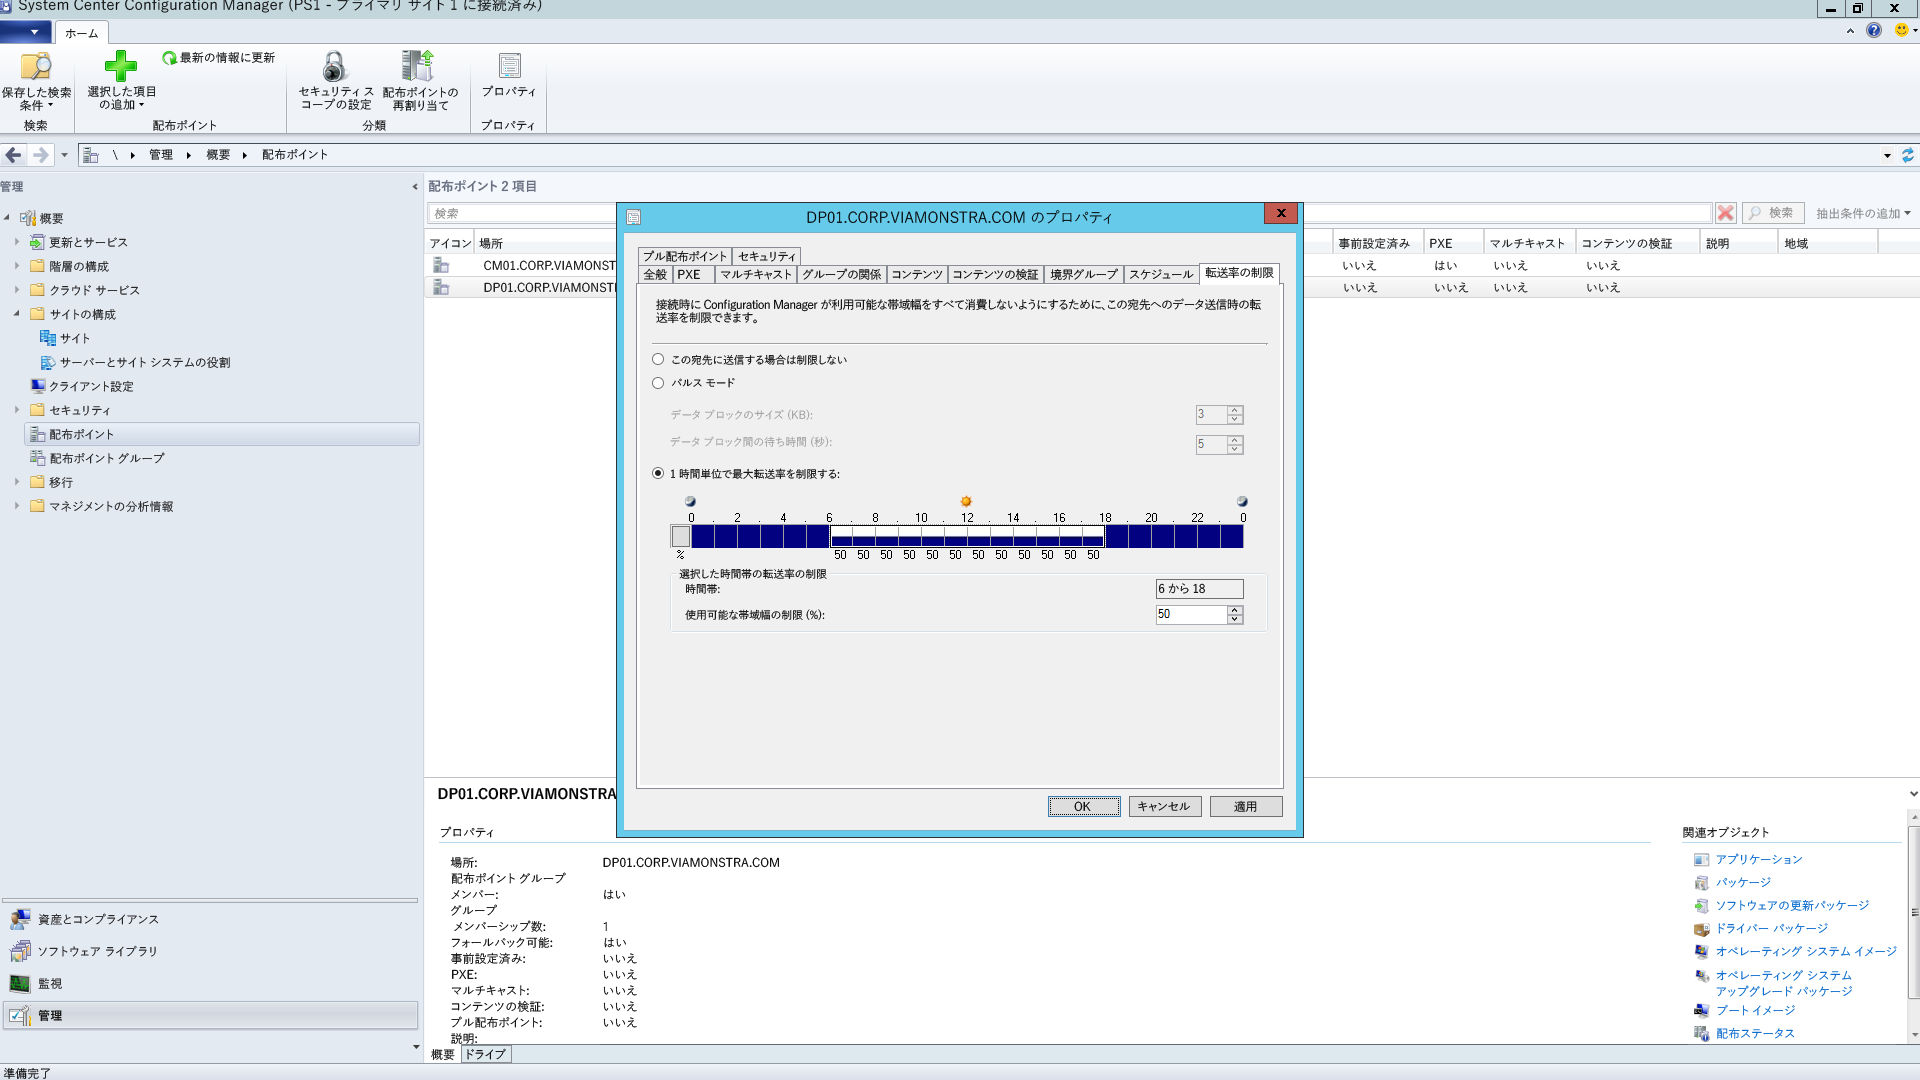 System Center Configuration Manager (PS1 - プライマリ サイト 1 に接続済み)
ホーム
保存した検索
条件
検索
選択した項目
の追加
最新の情報に更新
配布ポイント
セキュリティ ス
コープの設定
配布ポイントの
再割り当て
分類
プロパティ
プロパティ
\ 管理 概要 配布ポイント
管理
概要
更新とサービス
階層の構成
クラウド サービス
サイトの構成
サイト
サーバーとサイト システムの役割
クライアント設定
セキュリティ
配布ポイント
配布ポイント グループ
移行
マネジメントの分析情報
資産とコンプライアンス
ソフトウェア ライブラリ
監視
管理
準備完了
配布ポイント 2 項目
検索
検索
抽出条件の追加
アイコン 場所 事前設定済み PXE マルチキャスト コンテンツの検証 説明 地域
CM01.CORP.VIAMONST いいえ はい いいえ いいえ
DP01.CORP.VIAMONST いいえ いいえ いいえ いいえ
DP01.CORP.VIAMONSTRA.COM のプロパティ
x
プル配布ポイント セキュリティ
全般 PXE マルチキャスト グループの関係 コンテンツ コンテンツの検証 境界グループ スケジュール 転送率の制限
接続時に Configuration Manager が利用可能な帯域幅をすべて消費しないようにするために、この宛先へのデータ送信時の転
送率を制限できます。
この宛先に送信する場合は制限しない
パルス モード
データ ブロックのサイズ (KB): 3
データ ブロック間の待ち時間 (秒): 5
1 時間単位で最大転送率を制限する:
0 . 2 . 4 . 6 . 8 . 10 . 12 . 14 . 16 . 18 . 20 . 22 . 0
% 50 50 50 50 50 50 50 50 50 50 50 50
選択した時間帯の転送率の制限
時間帯: 6 から 18
使用可能な帯域幅の制限 (%): 50
OK キャンセル 適用
DP01.CORP.VIAMONSTRA
プロパティ
場所: DP01.CORP.VIAMONSTRA.COM
配布ポイント グループ
メンバー: はい
グループ
メンバーシップ数: 1
フォールバック可能: はい
事前設定済み: いいえ
PXE: いいえ
マルチキャスト: いいえ
コンテンツの検証: いいえ
プル配布ポイント: いいえ
説明:
概要 ドライブ
関連オブジェクト
アプリケーション
パッケージ
ソフトウェアの更新パッケージ
ドライバー パッケージ
オペレーティング システム イメージ
オペレーティング システム
アップグレード パッケージ
ブート イメージ
配布ステータス